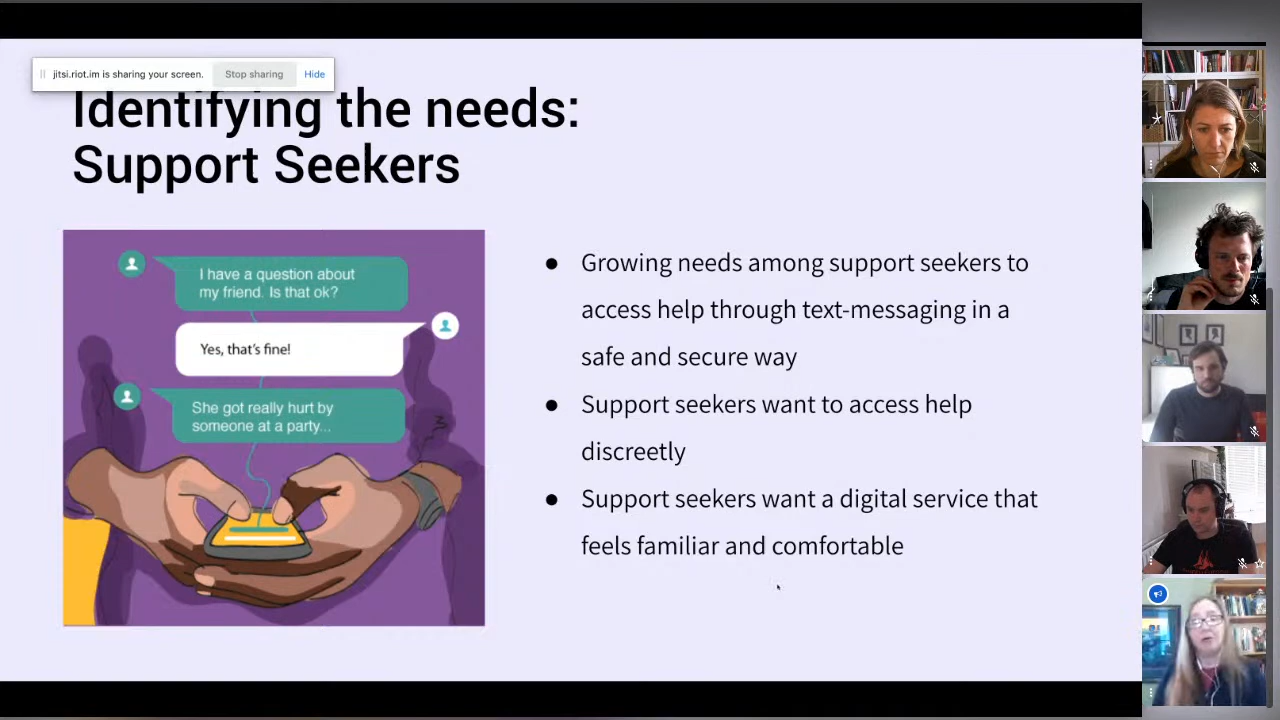 jitsi.riot.im is sharing your screen.
Stop sharing
Hide
Identifying the needs:
Support Seekers
I have a question about
my friend. Is that ok?
Yes, that's fine!
She got really hurt by
someone at a party...
● Growing needs among support seekers to
access help through text-messaging in a
safe and secure way
● Support seekers want to access help
discreetly
● Support seekers want a digital service that
feels familiar and comfortable